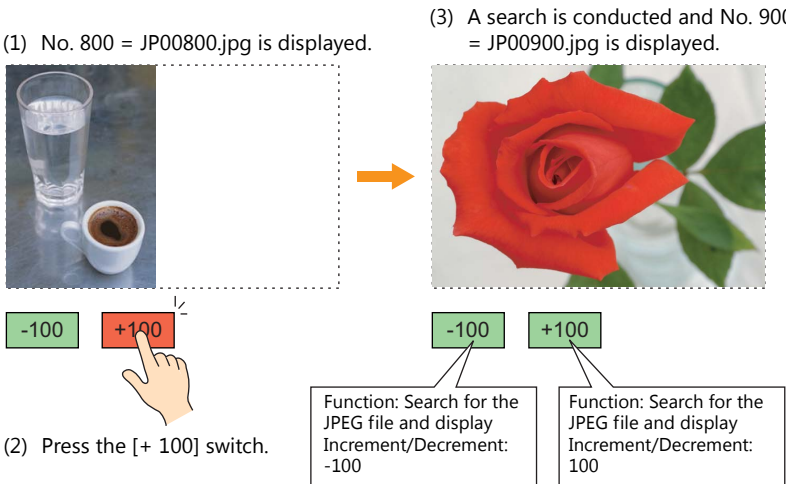 (1) No. 800 = JP00800.jpg is displayed.
(3) A search is conducted and No. 900
= JP00900.jpg is displayed.
-100
+100
(2) Press the [+ 100] switch.
-100
+100
Function: Search for the
JPEG file and display
Increment/Decrement:
-100
Function: Search for the
JPEG file and display
Increment/Decrement:
100